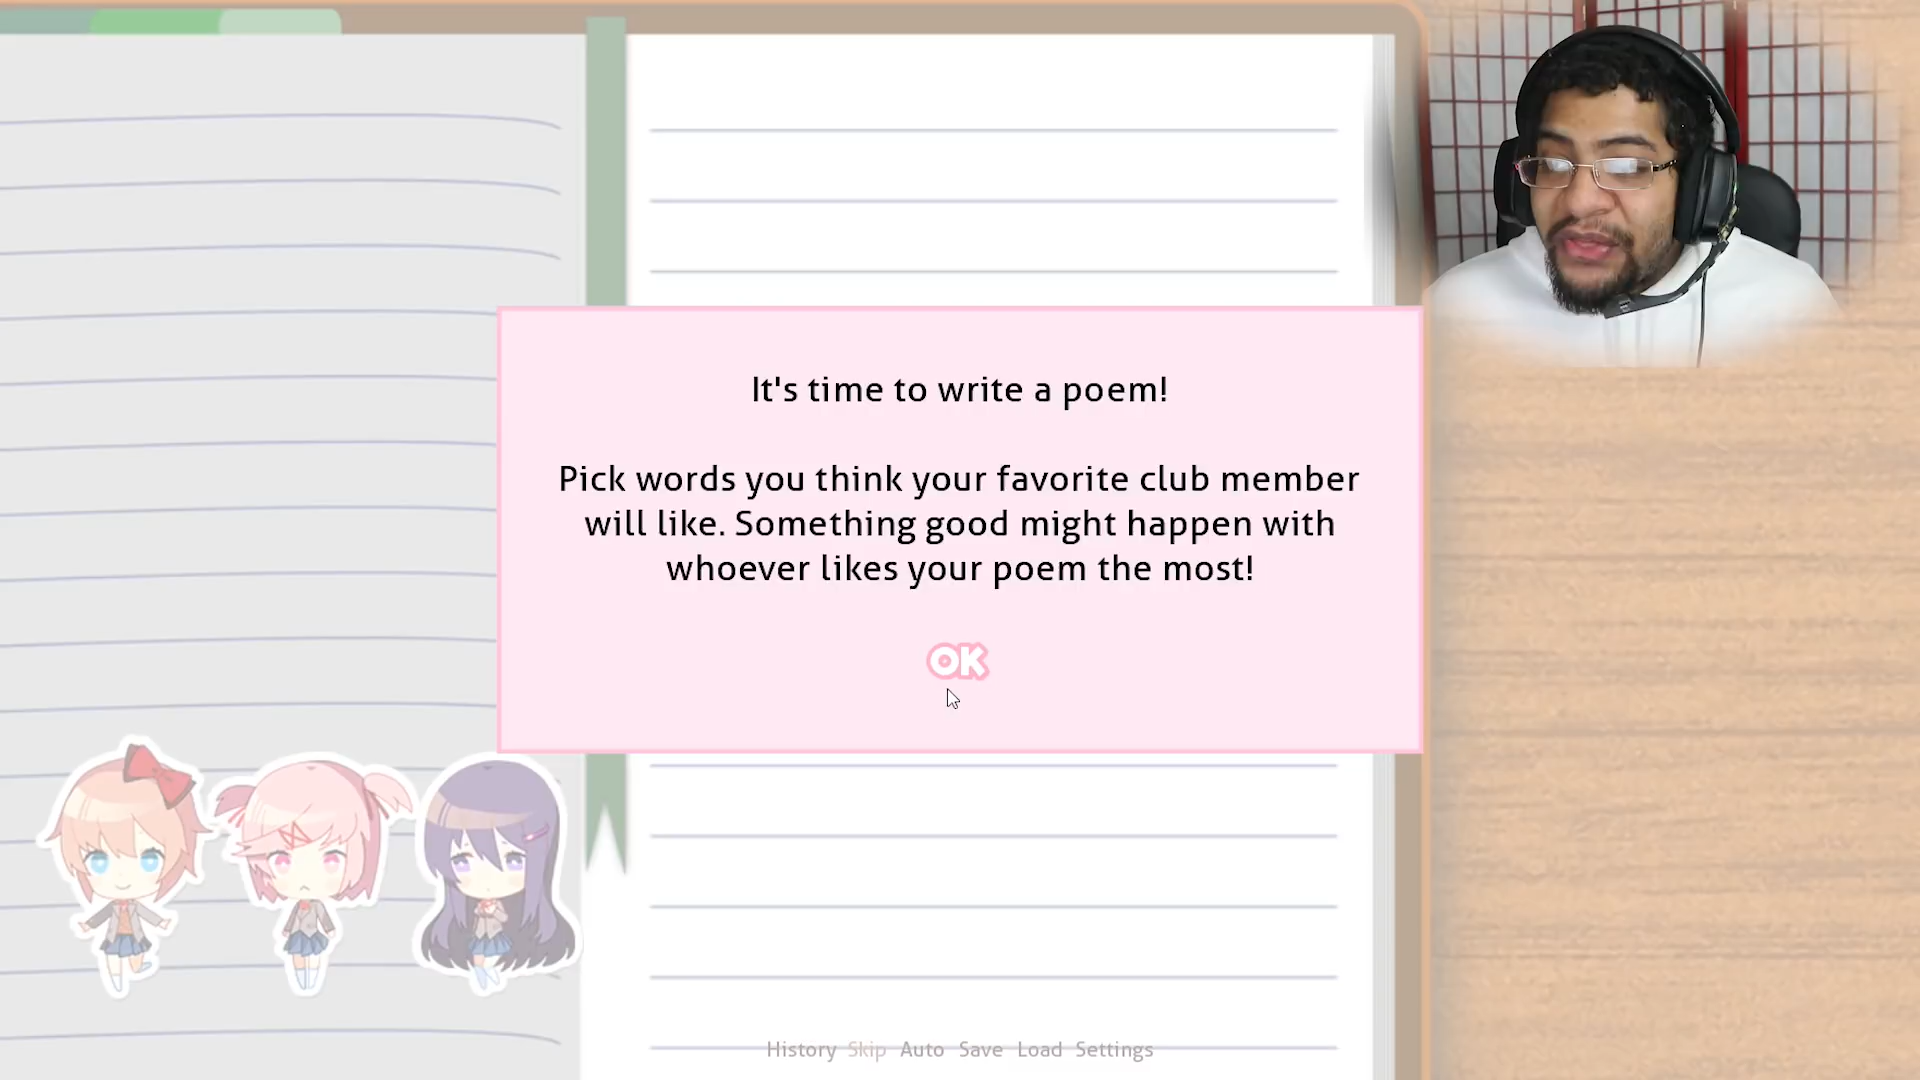 It's time to write a poem!
Pick words you think your favorite club member
will like. Something good might happen with
whoever likes your poem the most!
OK
History Skip Auto Save Load Settings